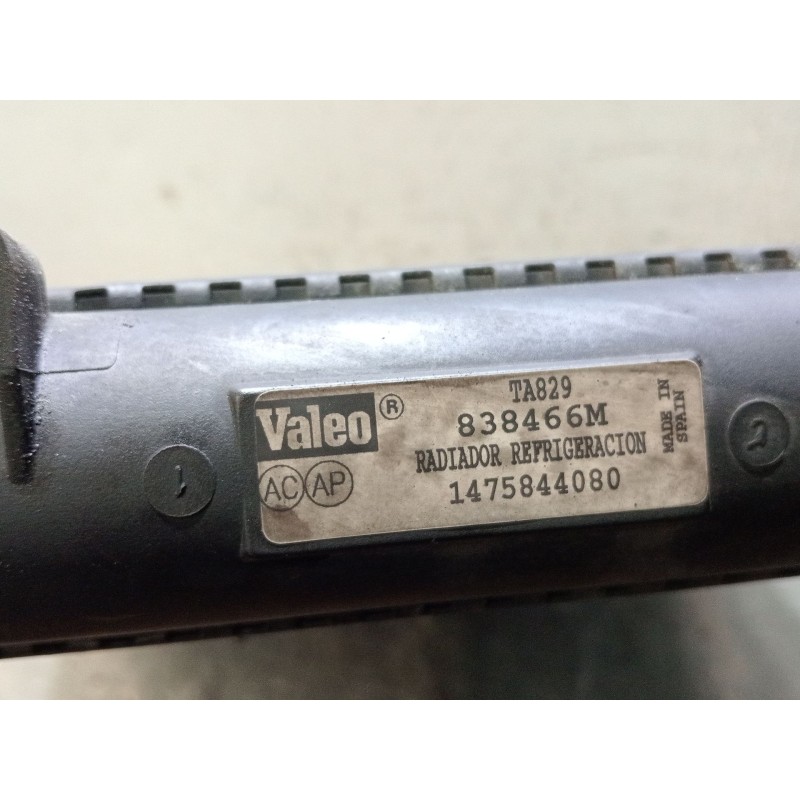 TA829
Valeo®
838466M
RADIADOR REFRIGERACION
AC AP
1475844080
MADE IN
SPAIN
1
2